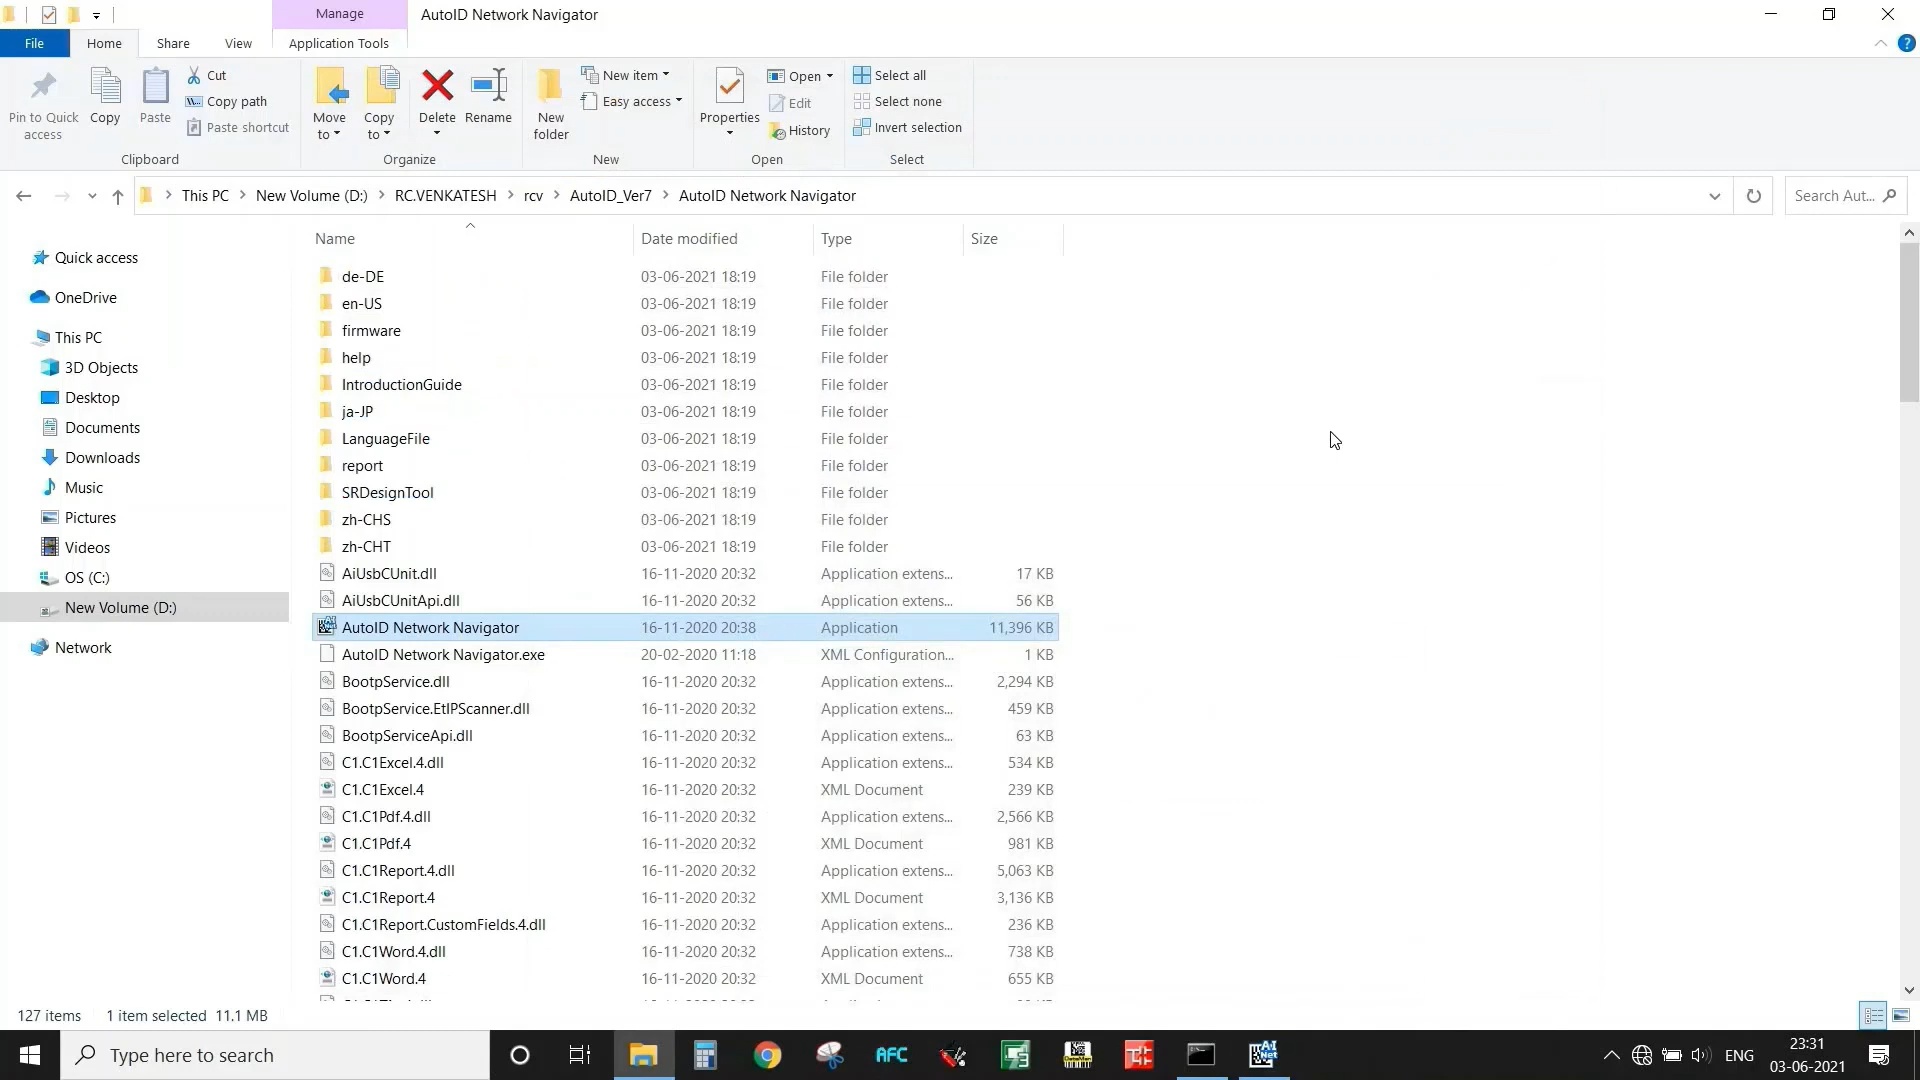 Manage
AutoID Network Navigator
File
Home
Share
View
Application Tools
Pin to Quick access
Copy
Paste
Cut
Copy path
Paste shortcut
Clipboard
Move to
Copy to
Delete
Rename
Organize
New folder
New item
Easy access
New
Properties
Open
Edit
History
Open
Select all
Select none
Invert selection
Select
This PC
New Volume (D:)
RC.VENKATESH
rcv
AutoID_Ver7
AutoID Network Navigator
Search Aut...
Quick access
OneDrive
This PC
3D Objects
Desktop
Documents
Downloads
Music
Pictures
Videos
OS (C:)
New Volume (D:)
Network
Name Date modified Type Size
de-DE 03-06-2021 18:19 File folder
en-US 03-06-2021 18:19 File folder
firmware 03-06-2021 18:19 File folder
help 03-06-2021 18:19 File folder
IntroductionGuide 03-06-2021 18:19 File folder
ja-JP 03-06-2021 18:19 File folder
LanguageFile 03-06-2021 18:19 File folder
report 03-06-2021 18:19 File folder
SRDesignTool 03-06-2021 18:19 File folder
zh-CHS 03-06-2021 18:19 File folder
zh-CHT 03-06-2021 18:19 File folder
AiUsbCUnit.dll 16-11-2020 20:32 Application extens... 17 KB
AiUsbCUnitApi.dll 16-11-2020 20:32 Application extens... 56 KB
AutoID Network Navigator 16-11-2020 20:38 Application 11,396 KB
AutoID Network Navigator.exe 20-02-2020 11:18 XML Configuration... 1 KB
BootpService.dll 16-11-2020 20:32 Application extens... 2,294 KB
BootpService.EtIPScanner.dll 16-11-2020 20:32 Application extens... 459 KB
BootpServiceApi.dll 16-11-2020 20:32 Application extens... 63 KB
C1.C1Excel.4.dll 16-11-2020 20:32 Application extens... 534 KB
C1.C1Excel.4 16-11-2020 20:32 XML Document 239 KB
C1.C1Pdf.4.dll 16-11-2020 20:32 Application extens... 2,566 KB
C1.C1Pdf.4 16-11-2020 20:32 XML Document 981 KB
C1.C1Report.4.dll 16-11-2020 20:32 Application extens... 5,063 KB
C1.C1Report.4 16-11-2020 20:32 XML Document 3,136 KB
C1.C1Report.CustomFields.4.dll 16-11-2020 20:32 Application extens... 236 KB
C1.C1Word.4.dll 16-11-2020 20:32 Application extens... 738 KB
C1.C1Word.4 16-11-2020 20:32 XML Document 655 KB
127 items 1 item selected 11.1 MB
Type here to search
AFC
ENG
23:31
03-06-2021